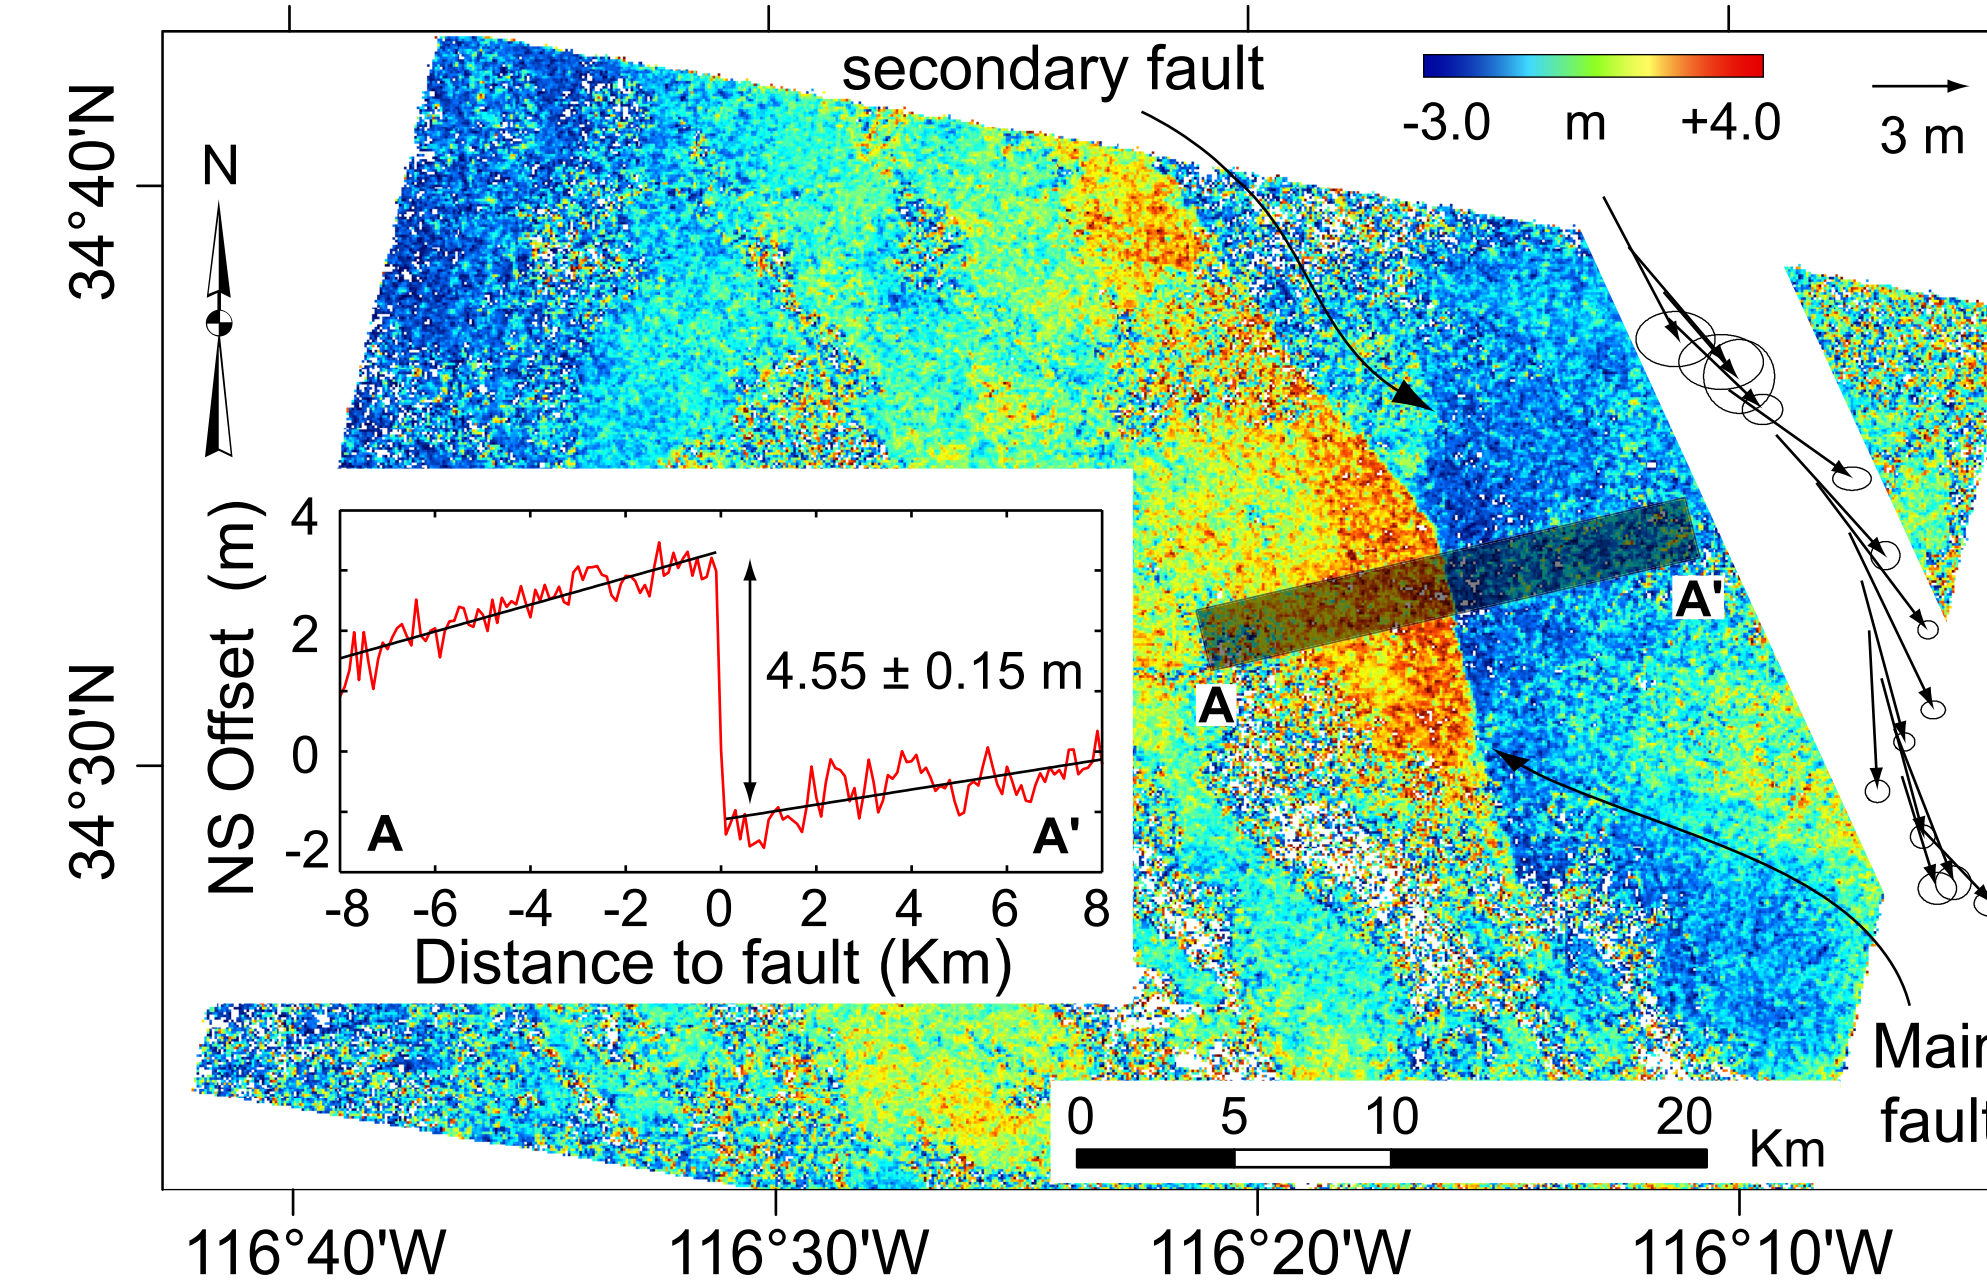 secondary fault
-3.0 m +4.0
3 m
N
34°40'N
34°30'N
NS Offset (m)
4
2
0
-2
4.55 ± 0.15 m
A A'
-8 -6 -4 -2 0 2 4 6 8
Distance to fault (Km)
A
A'
Main
fault
0 5 10 20
Km
116°40'W 116°30'W 116°20'W 116°10'W